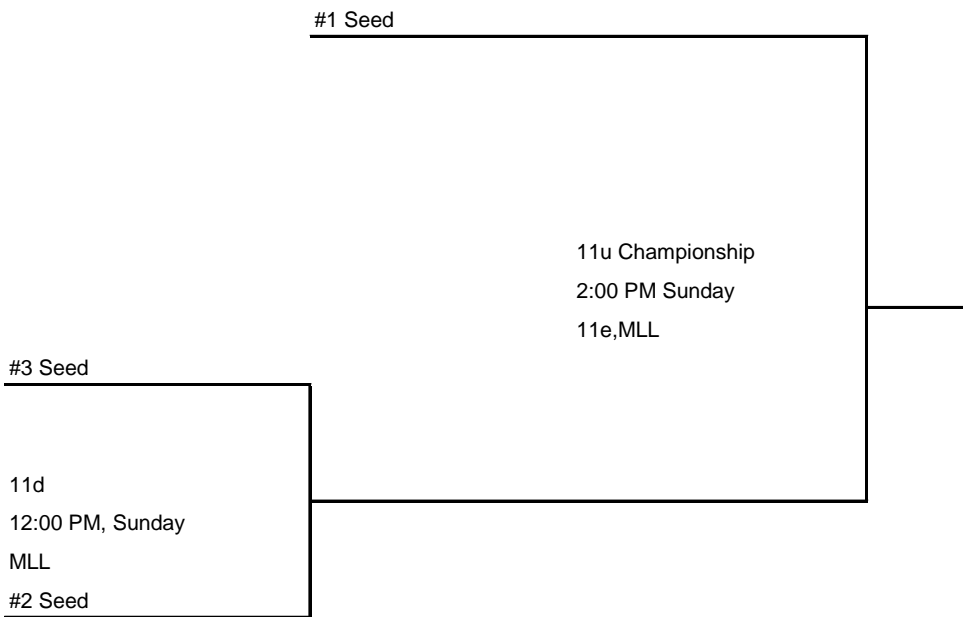 #1 Seed
11u Championship
2:00 PM Sunday
11e,MLL
#3 Seed
11d
12:00 PM, Sunday
MLL
#2 Seed